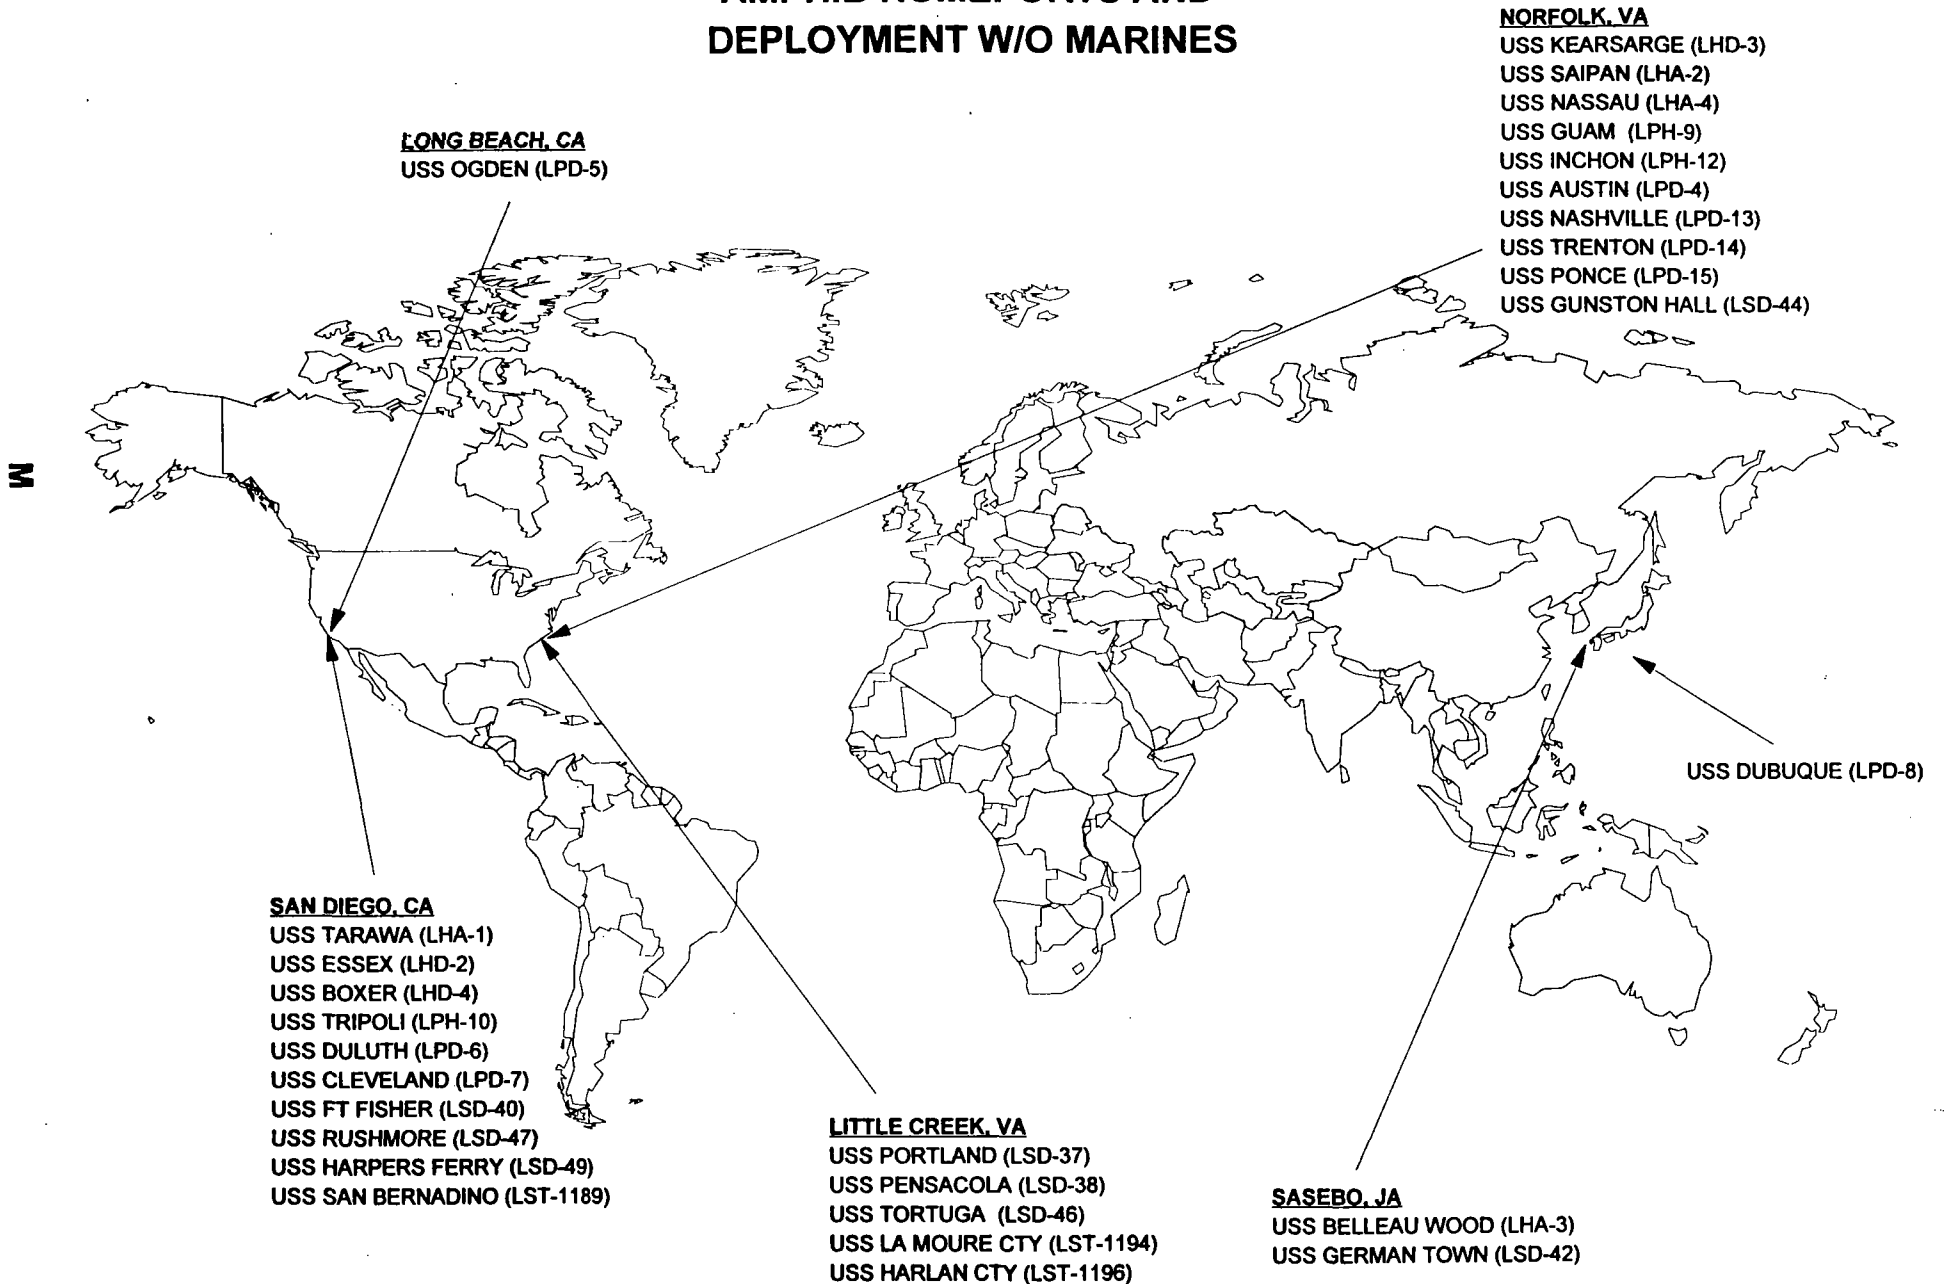 DEPLOYMENT W/O MARINES
NORFOLK, VA
USS KEARSARGE (LHD-3)
USS SAIPAN (LHA-2)
USS NASSAU (LHA-4)
USS GUAM (LPH-9)
USS INCHON (LPH-12)
USS AUSTIN (LPD-4)
USS NASHVILLE (LPD-13)
USS TRENTON (LPD-14)
USS PONCE (LPD-15)
USS GUNSTON HALL (LSD-44)
LONG BEACH, CA
USS OGDEN (LPD-5)
M
USS DUBUQUE (LPD-8)
SAN DIEGO, CA
USS TARAWA (LHA-1)
USS ESSEX (LHD-2)
USS BOXER (LHD-4)
USS TRIPOLI (LPH-10)
USS DULUTH (LPD-6)
USS CLEVELAND (LPD-7)
USS FT FISHER (LSD-40)
USS RUSHMORE (LSD-47)
USS HARPERS FERRY (LSD-49)
USS SAN BERNADINO (LST-1189)
LITTLE CREEK, VA
USS PORTLAND (LSD-37)
USS PENSACOLA (LSD-38)
USS TORTUGA (LSD-46)
USS LA MOURE CTY (LST-1194)
USS HARLAN CTY (LST-1196)
SASEBO, JA
USS BELLEAU WOOD (LHA-3)
USS GERMAN TOWN (LSD-42)